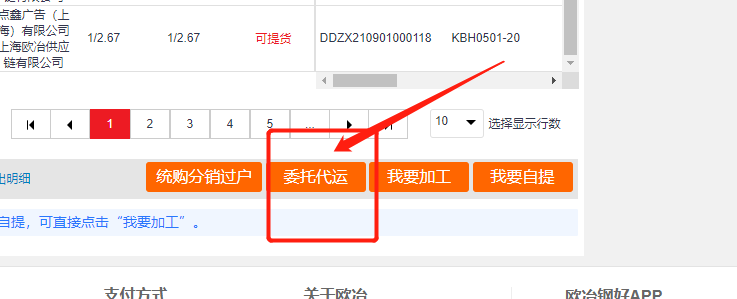 点鑫广告（上
海）有限公司
上海欧冶供应
链有限公司
1/2.67 1/2.67 可提货 DDZX210901000118 KBH0501-20
1 2 3 4 5 ... 10 选择显示行数
出明细 统购分销过户 委托代运 我要加工 我要自提
自提，可直接点击“我要加工”。
支付方式 关于欧冶 欧冶钢好APP